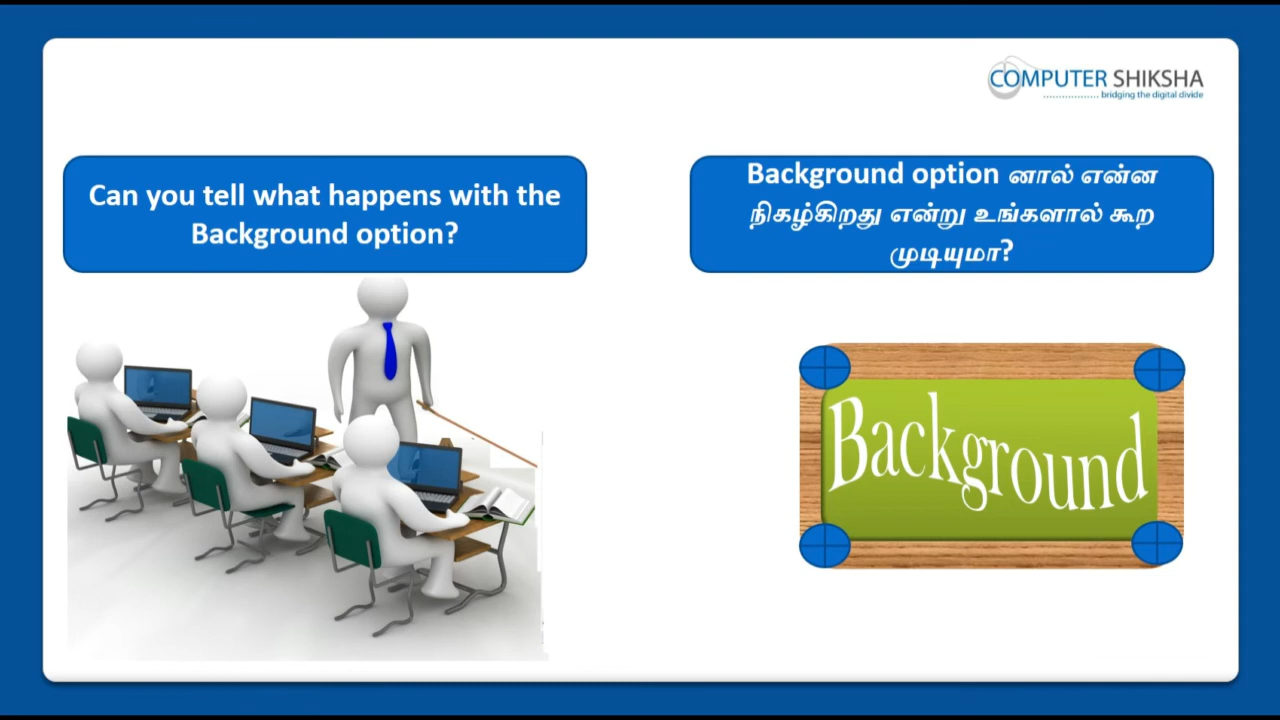 COMPUTER SHIKSHA
bridging the digital divide
Can you tell what happens with the
Background option?
Background option னால் என்ன
நிகழ்கிறது என்று உங்களால் கூற
முடியுமா?
Background